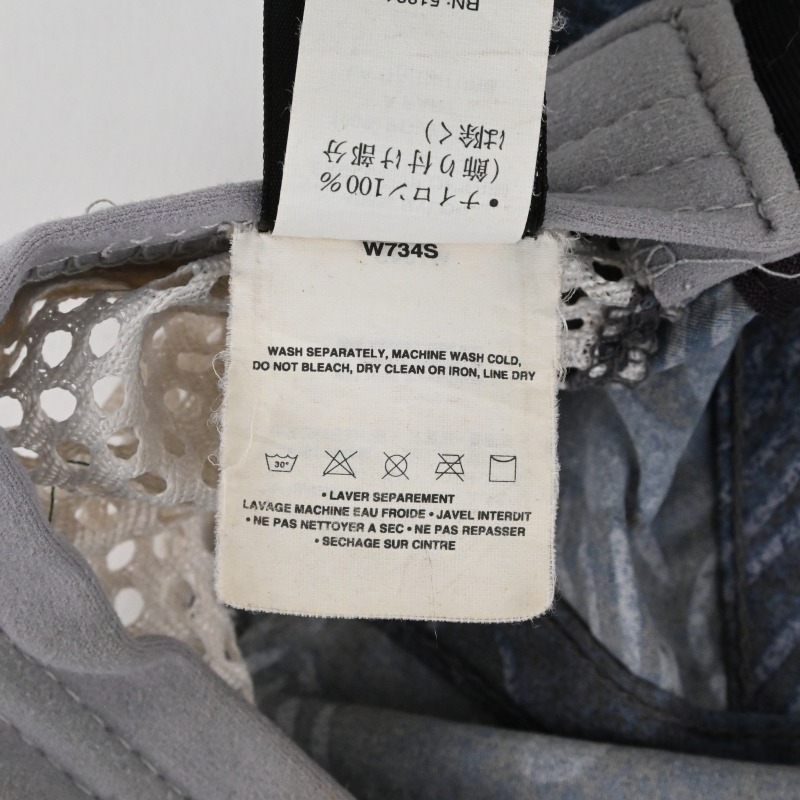 ・ナイロン100%
(飾り付け部分
は除く)
W734S
WASH SEPARATELY, MACHINE WASH COLD,
DO NOT BLEACH, DRY CLEAN OR IRON, LINE DRY
30°
• LAVER SEPAREMENT
LAVAGE MACHINE EAU FROIDE • JAVEL INTERDIT
• NE PAS NETTOYER A SEC • NE PAS REPASSER
• SECHAGE SUR CINTRE